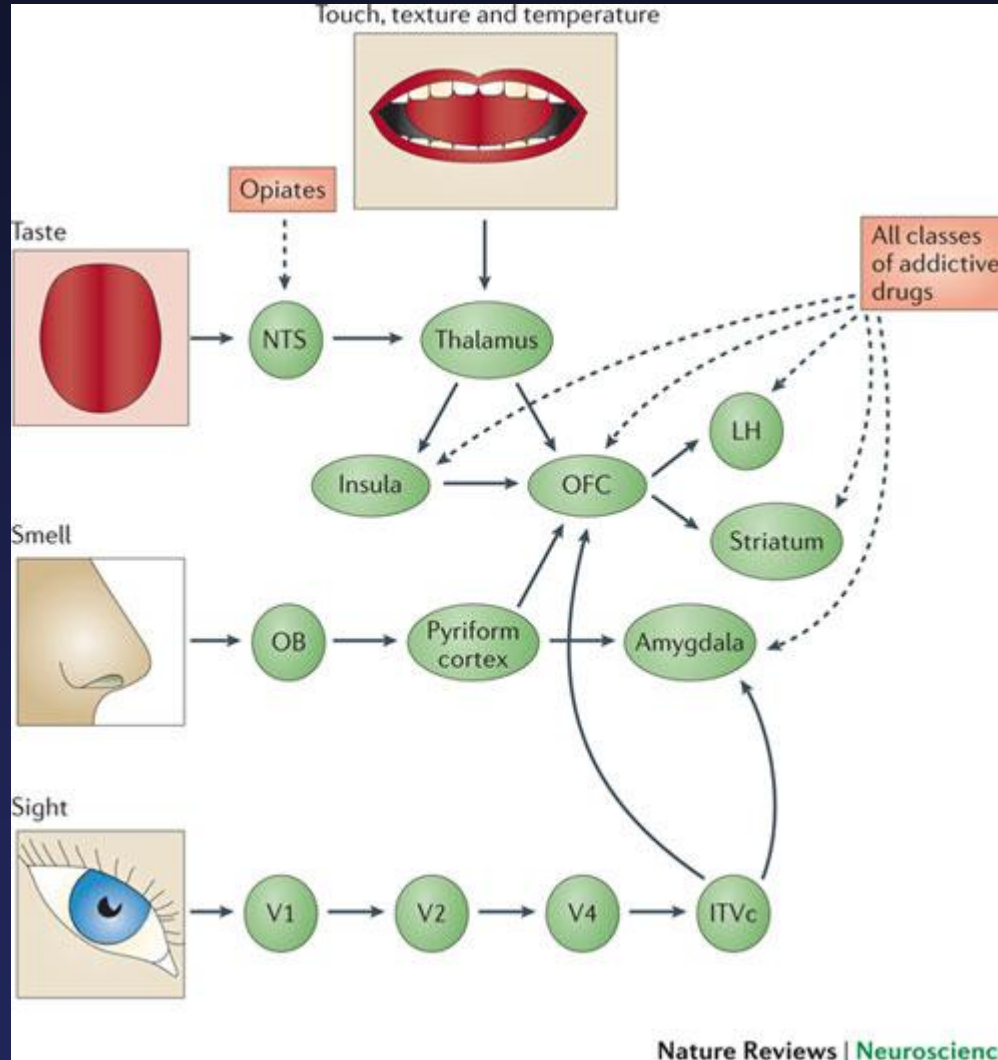 Touch, texture and temperature
Opiates
Taste
All classes
of addictive
drugs
NTS
Thalamus
LH
Insula
OFC
Striatum
Smell
OB
Pyriform
cortex
Amygdala
Sight
V1
V2
V4
ITVc
Nature Reviews | Neuroscienc